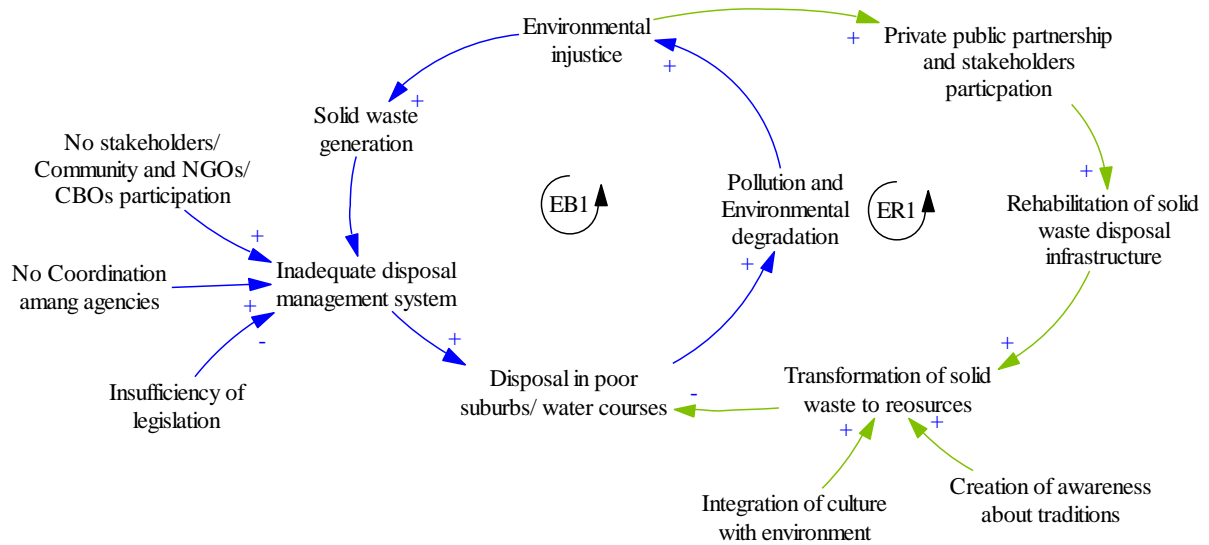 Environmental
injustice
+
Private public partnership
and stakeholders
particpation
+
+
Solid waste
generation
No stakeholders/
Community and NGOs/
CBOs participation
EB1
Pollution and
Environmental
degradation
ER1
+
Rehabilitation of solid
waste disposal
infrastructure
+
No Coordination
amang agencies
Inadequate disposal
management system
+
+
-
+
+
Insufficiency of
legislation
Disposal in poor
suburbs/ water courses
-
Transformation of solid
waste to reosurces
+
+
Integration of culture
with environment
Creation of awareness
about traditions